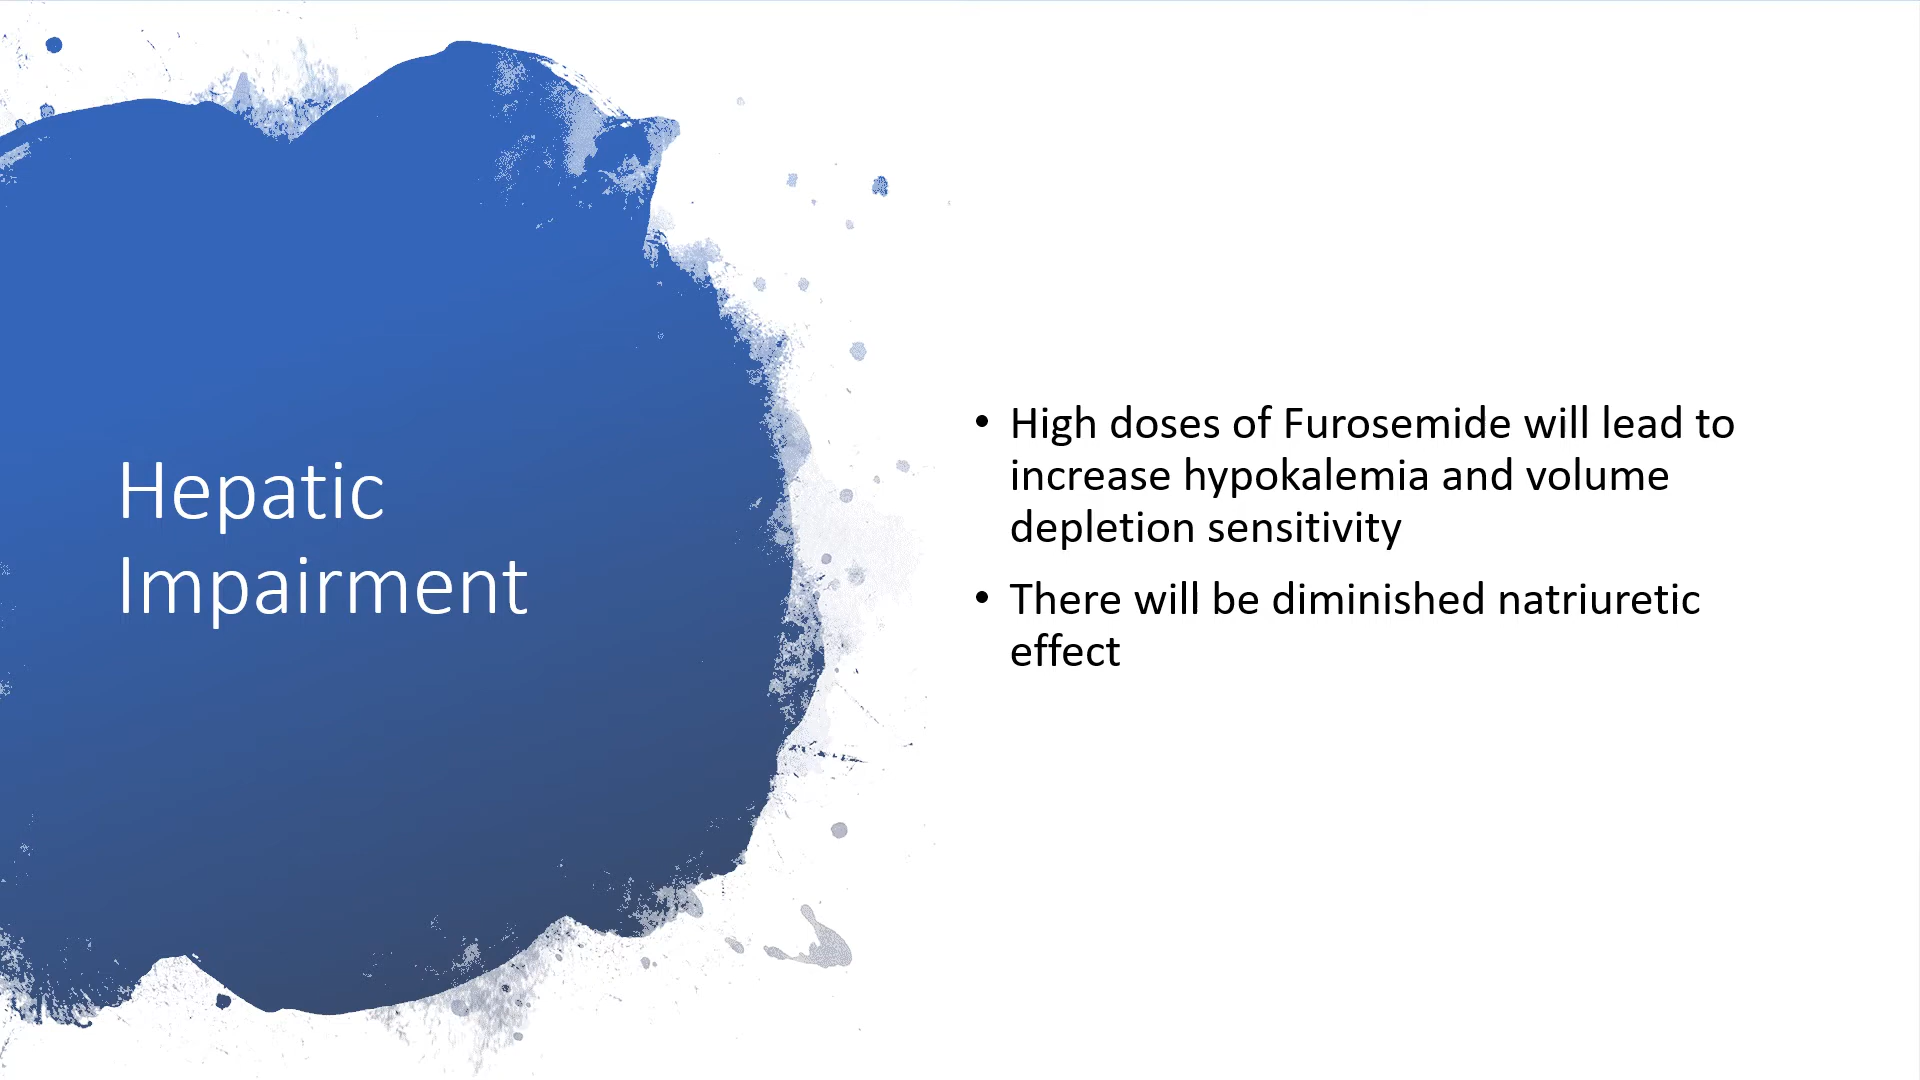 Hepatic
Impairment
• High doses of Furosemide will lead to
increase hypokalemia and volume
depletion sensitivity
• There will be diminished natriuretic
effect